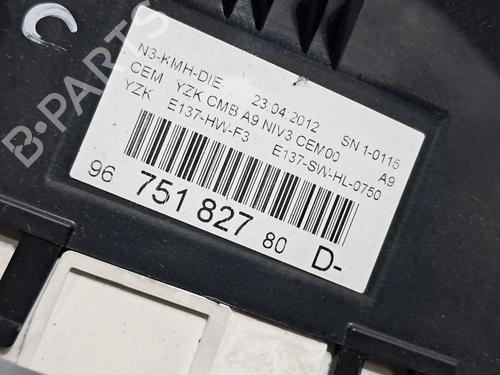 N3-KMH-DIE 23.04.2012 SN 1-0115
CEM YZK CMB A9 NIV3 CEM00 A9
YZK E137-HW-F3 E137-SW-HL-0750
96 751 827 80 D-
B-PARTS
C